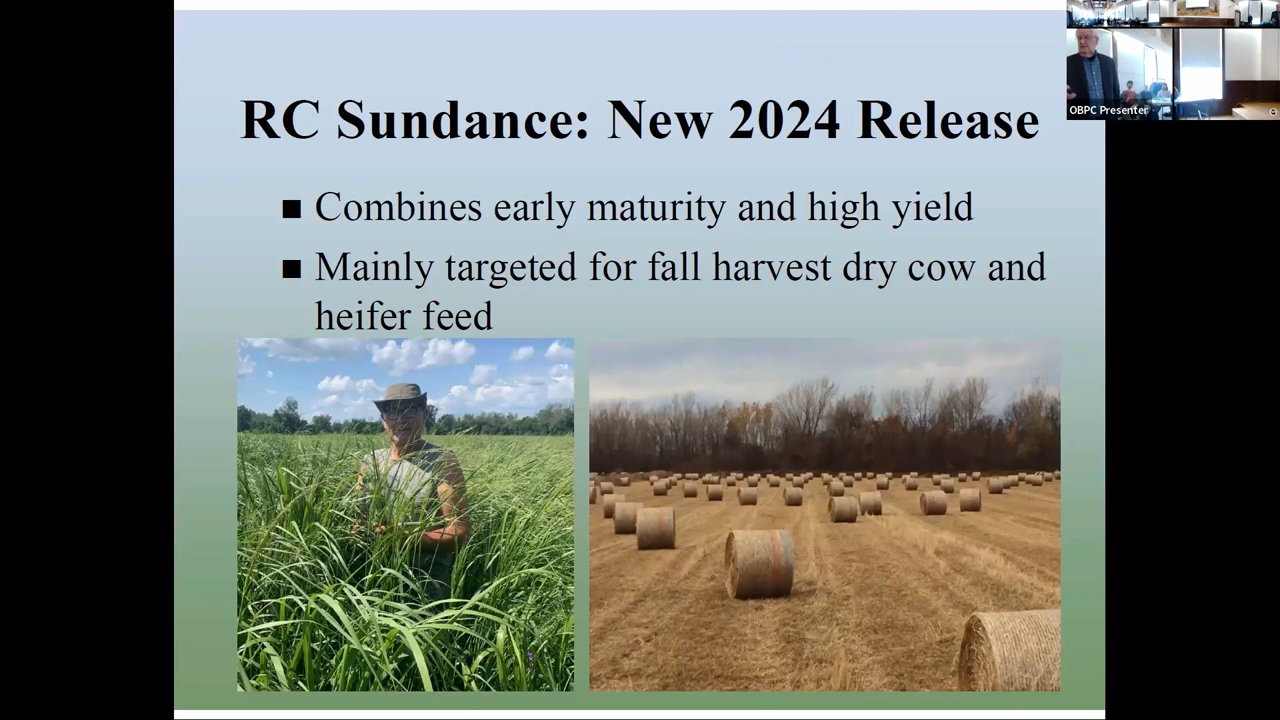 RC Sundance: New 2024 Release
■ Combines early maturity and high yield
■ Mainly targeted for fall harvest dry cow and
heifer feed
OBPC Presenter